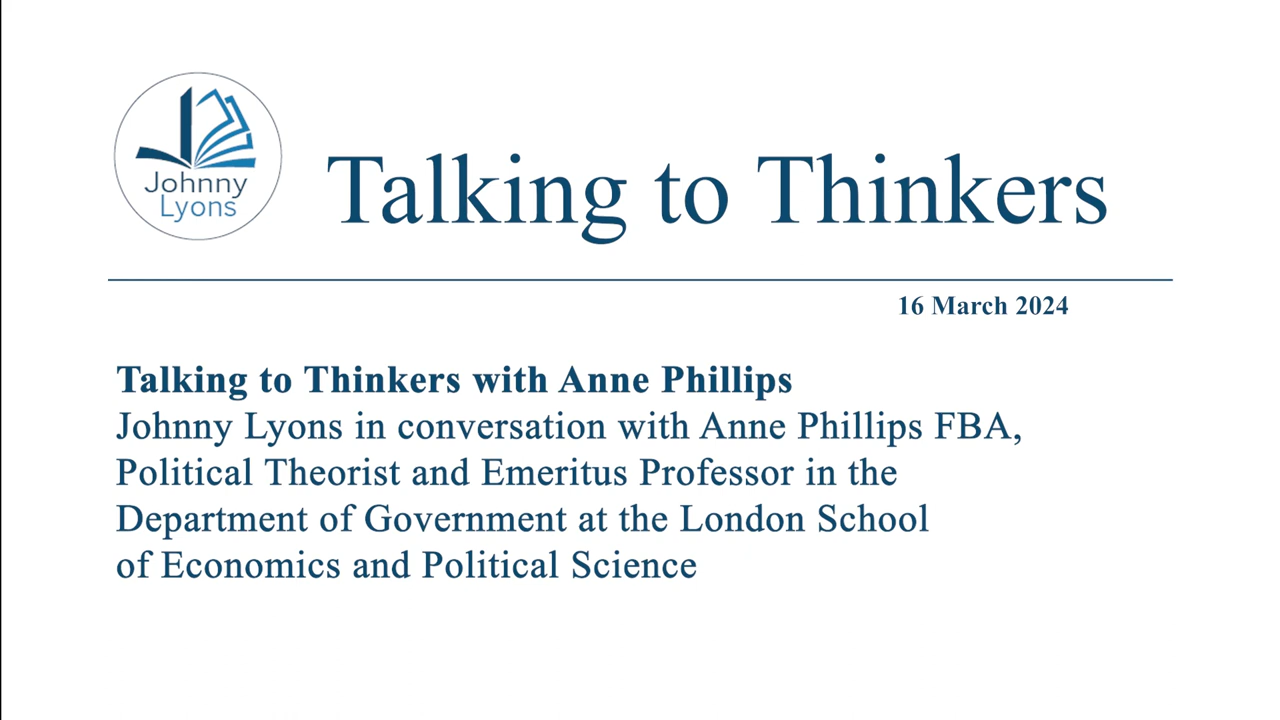 Johnny
Lyons
Talking to Thinkers
16 March 2024
Talking to Thinkers with Anne Phillips
Johnny Lyons in conversation with Anne Phillips FBA,
Political Theorist and Emeritus Professor in the
Department of Government at the London School
of Economics and Political Science